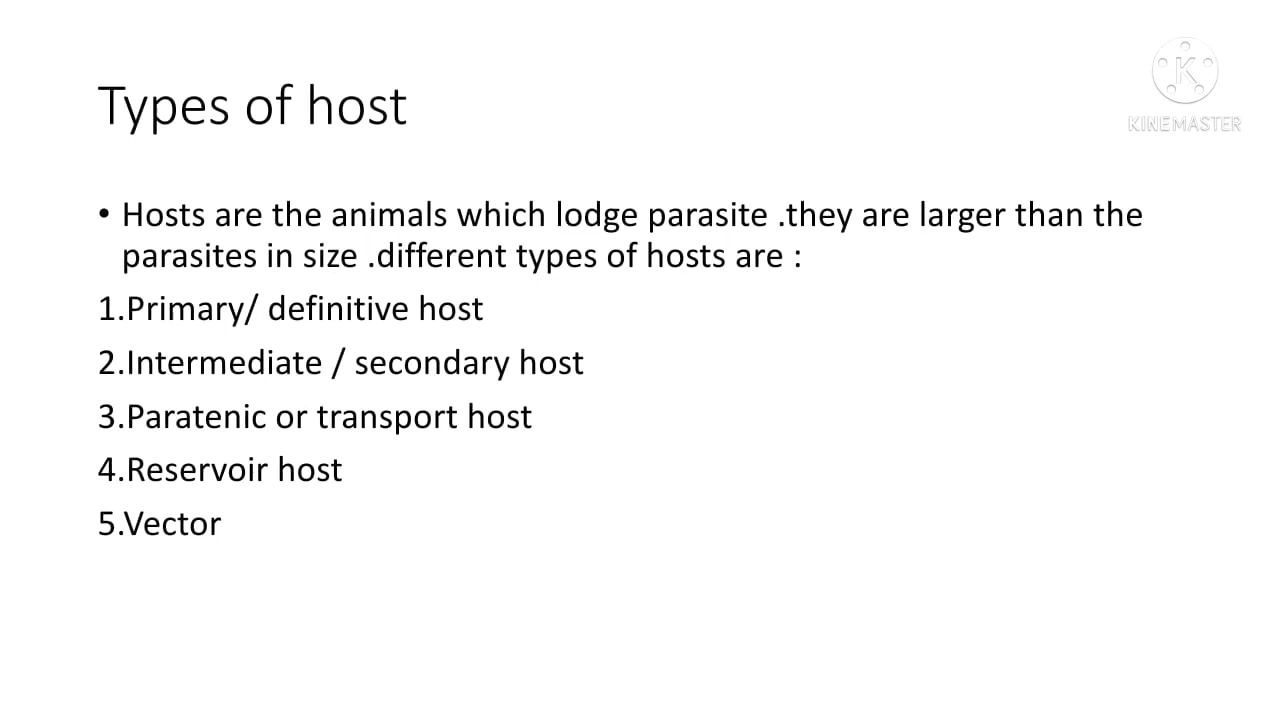 Types of host
KINEMASTER
• Hosts are the animals which lodge parasite .they are larger than the
parasites in size .different types of hosts are :
1.Primary/ definitive host
2.Intermediate / secondary host
3.Paratenic or transport host
4.Reservoir host
5.Vector